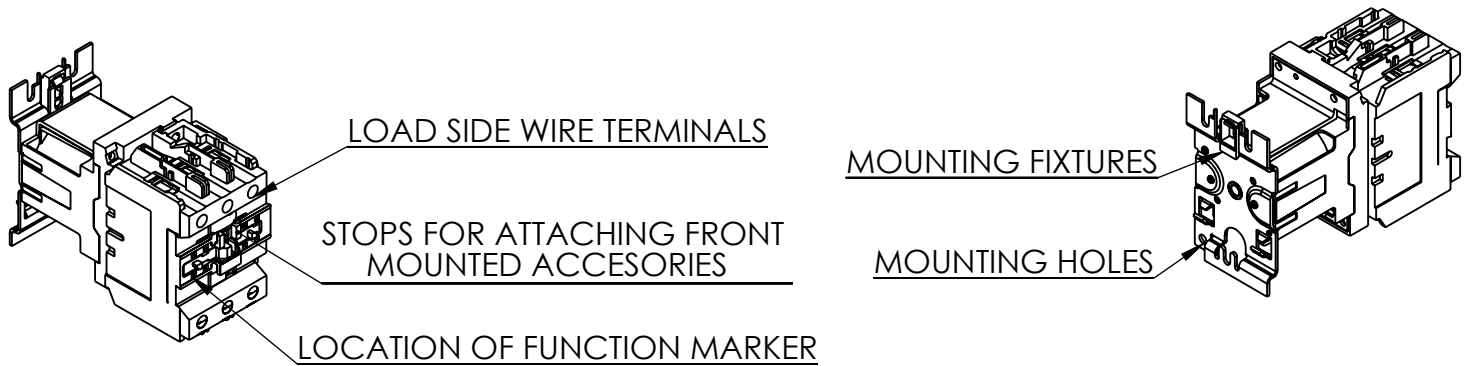 LOAD SIDE WIRE TERMINALS
STOPS FOR ATTACHING FRONT
MOUNTED ACCESORIES
LOCATION OF FUNCTION MARKER
MOUNTING FIXTURES
MOUNTING HOLES